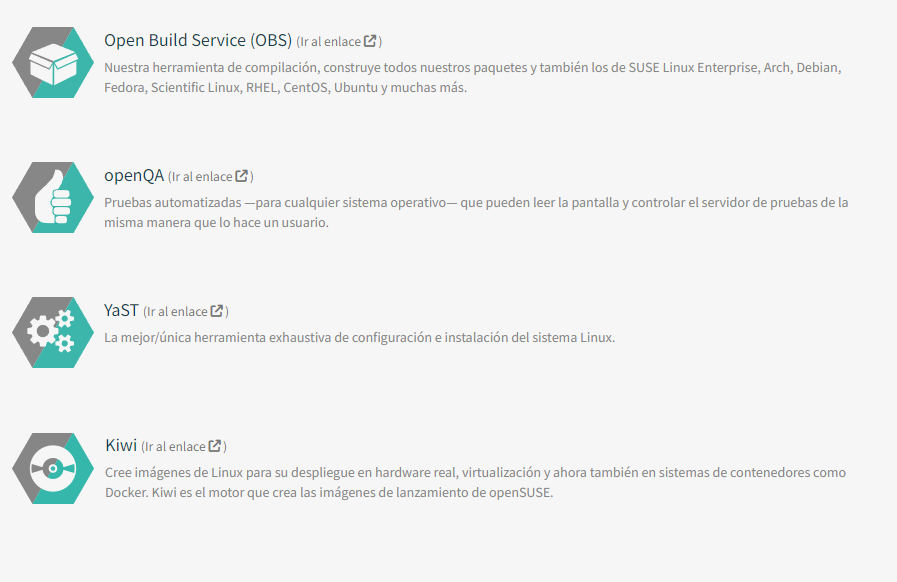 Open Build Service (OBS) (Ir al enlace)
Nuestra herramienta de compilación, construye todos nuestros paquetes y también los de SUSE Linux Enterprise, Arch, Debian,
Fedora, Scientific Linux, RHEL, CentOS, Ubuntu y muchas más.
openQA (Ir al enlace)
Pruebas automatizadas —para cualquier sistema operativo— que pueden leer la pantalla y controlar el servidor de pruebas de la
misma manera que lo hace un usuario.
YaST (Ir al enlace)
La mejor/única herramienta exhaustiva de configuración e instalación del sistema Linux.
Kiwi (Ir al enlace)
Cree imágenes de Linux para su despliegue en hardware real, virtualización y ahora también en sistemas de contenedores como
Docker. Kiwi es el motor que crea las imágenes de lanzamiento de openSUSE.